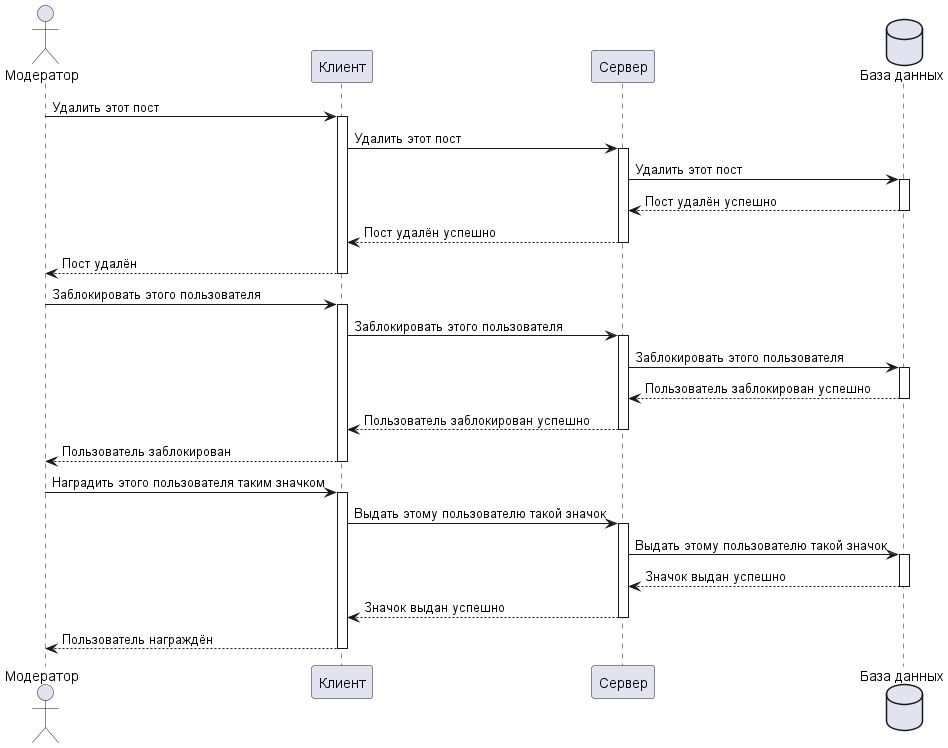 Модератор
Клиент
Сервер
База данных
Удалить этот пост
Удалить этот пост
Удалить этот пост
Пост удалён успешно
Пост удалён успешно
Пост удалён
Заблокировать этого пользователя
Заблокировать этого пользователя
Заблокировать этого пользователя
Пользователь заблокирован успешно
Пользователь заблокирован успешно
Пользователь заблокирован
Наградить этого пользователя таким значком
Выдать этому пользователю такой значок
Выдать этому пользователю такой значок
Значок выдан успешно
Значок выдан успешно
Пользователь награждён
Модератор
Клиент
Сервер
База данных